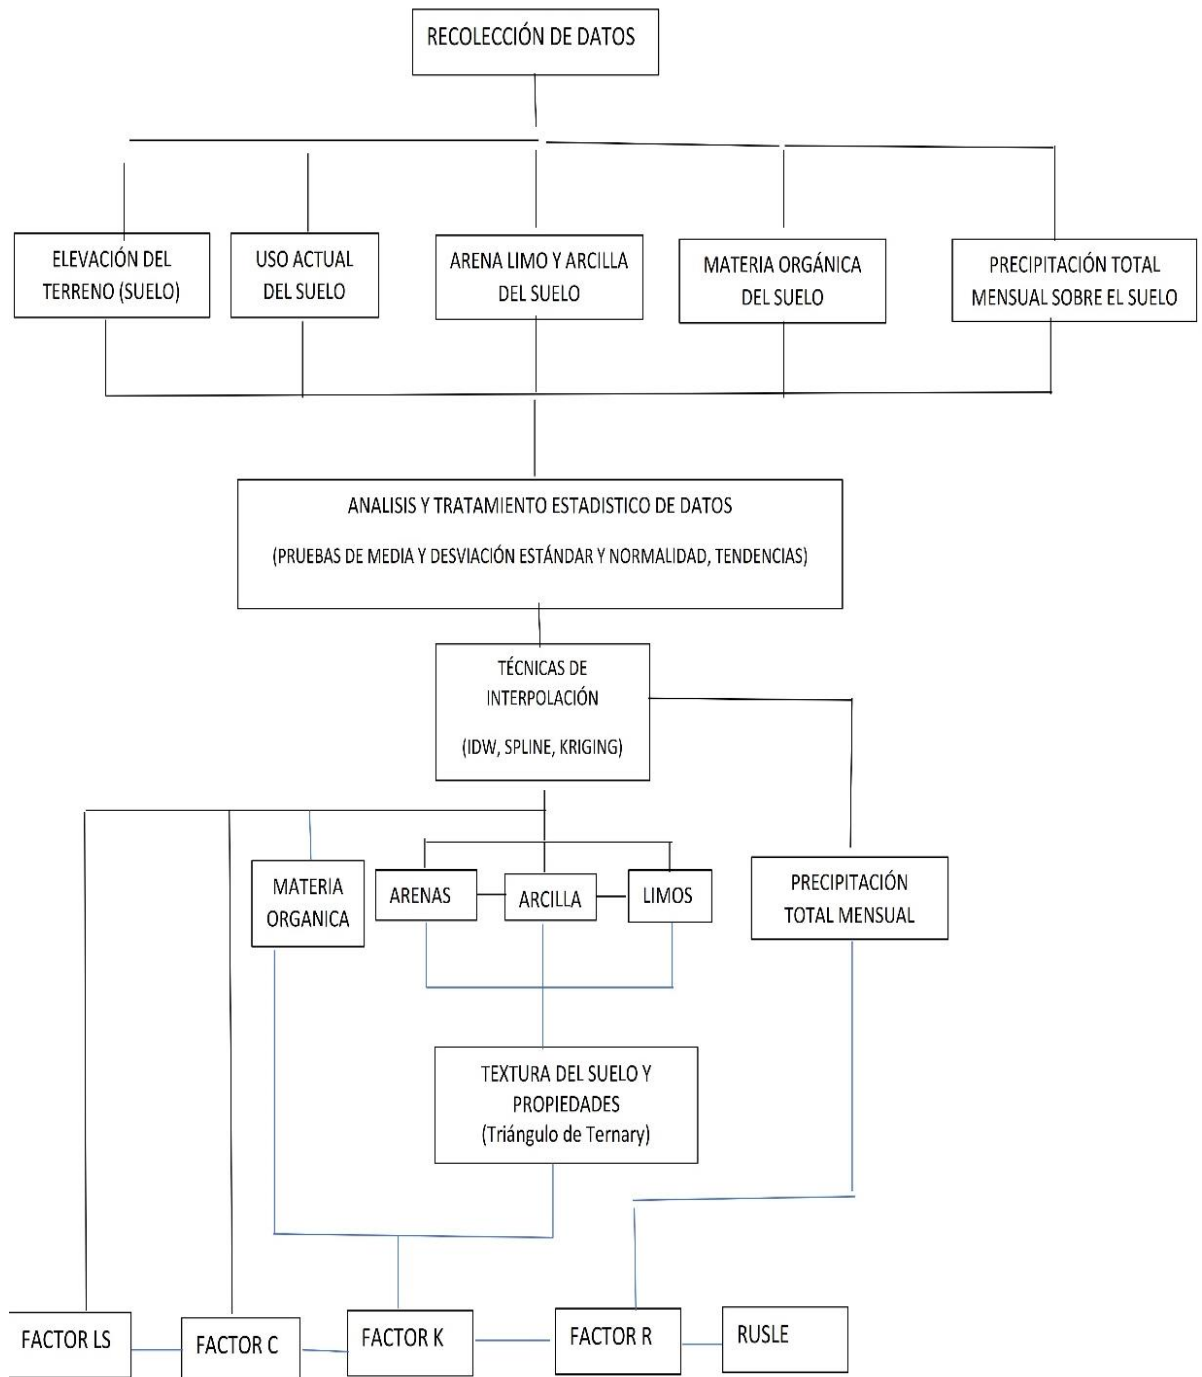 RECOLECCIÓN DE DATOS
ELEVACIÓN DEL
TERRENO (SUELO)
USO ACTUAL
DEL SUELO
ARENA LIMO Y ARCILLA
DEL SUELO
MATERIA ORGÁNICA
DEL SUELO
PRECIPITACIÓN TOTAL
MENSUAL SOBRE EL SUELO
ANALISIS Y TRATAMIENTO ESTADISTICO DE DATOS
(PRUEBAS DE MEDIA Y DESVIACIÓN ESTÁNDAR Y NORMALIDAD, TENDENCIAS)
TÉCNICAS DE
INTERPOLACIÓN
(IDW, SPLINE, KRIGING)
MATERIA
ORGANICA
ARENAS
ARCILLA
LIMOS
PRECIPITACIÓN
TOTAL MENSUAL
TEXTURA DEL SUELO Y
PROPIEDADES
(Triángulo de Ternary)
FACTOR LS
FACTOR C
FACTOR K
FACTOR R
RUSLE